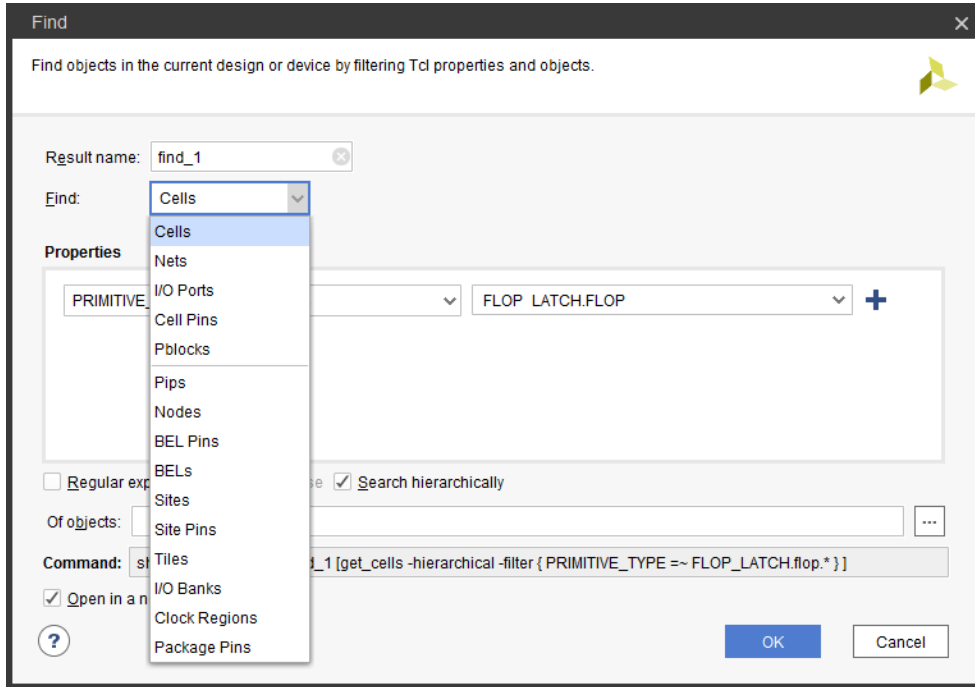 Find
Find objects in the current design or device by filtering Tcl properties and objects.
Result name: find_1
Find: Cells
Cells
Nets
I/O Ports
Cell Pins
Pblocks
Pips
Nodes
BEL Pins
BELs
Sites
Site Pins
Tiles
I/O Banks
Clock Regions
Package Pins
Properties
PRIMITIVE_ FLOP_LATCH.FLOP
Regular exp se Search hierarchically
Of objects: ...
Command: sh d_1 [get_cells -hierarchical -filter { PRIMITIVE_TYPE =~ FLOP_LATCH.flop.* } ]
Open in a n
? OK Cancel